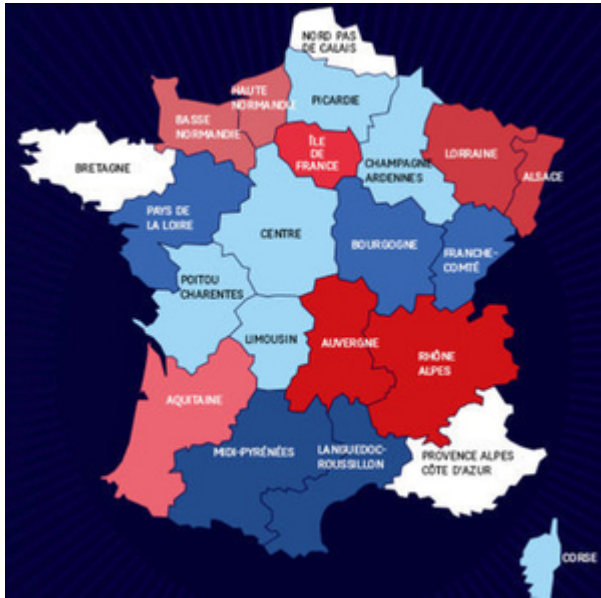 NORD PAS
DE CALAIS
HAUTE
NORMANDIE
PICARDIE
BASSE
NORMANDIE
ÎLE
DE
FRANCE
CHAMPAGNE
ARDENNES
LORRAINE
ALSACE
BRETAGNE
PAYS DE
LA LOIRE
CENTRE
BOURGOGNE
FRANCHE-
COMTÉ
POITOU
CHARENTES
LIMOUSIN
AUVERGNE
RHÔNE
ALPES
AQUITAINE
MIDI-PYRÉNÉES
LANGUEDOC-
ROUSSILLON
PROVENCE ALPES
CÔTE D'AZUR
CORSE